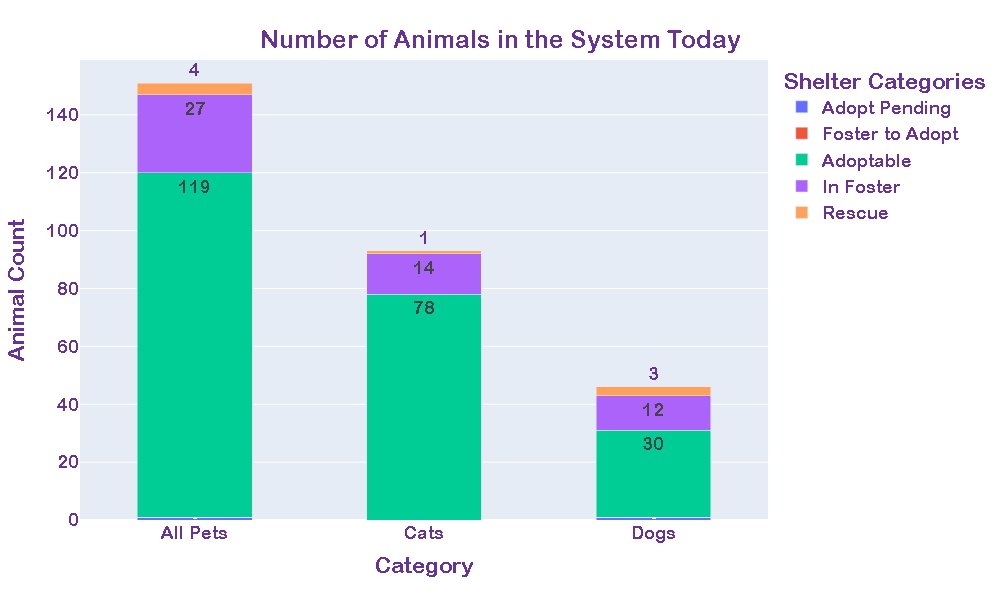 Number of Animals in the System Today
Shelter Categories
Adopt Pending
Foster to Adopt
Adoptable
In Foster
Rescue
Animal Count
140
120
100
80
60
40
20
0
4
27
119
1
14
78
3
12
30
All Pets
Cats
Dogs
Category